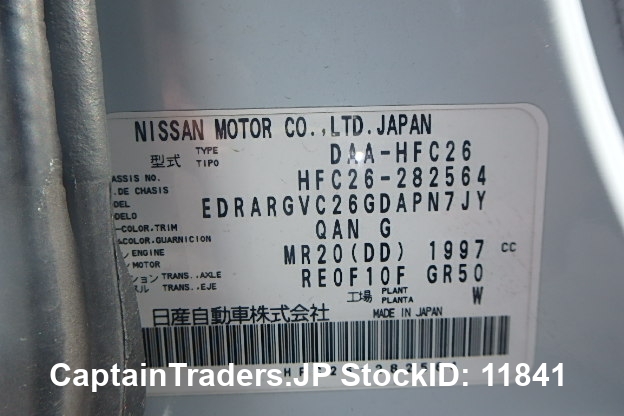 NISSAN MOTOR CO.,LTD.JAPAN
型式 TYPE TIPO DAA-HFC26
ASSIS NO. HFC26-282564
. DE CHASIS
DEL EDRARGVC26GDAPN7JY
DELO
-COLOR,TRIM QAN G
COLOR,GUARNICION
ENGINE MR20(DD) 1997 CC
MOTOR
ション TRANS.,AXLE RE0F10F GR50
TRANS.,EJE
工場 PLANT PLANTA W
日産自動車株式会社 MADE IN JAPAN
CaptainTraders.JP StockID: 11841